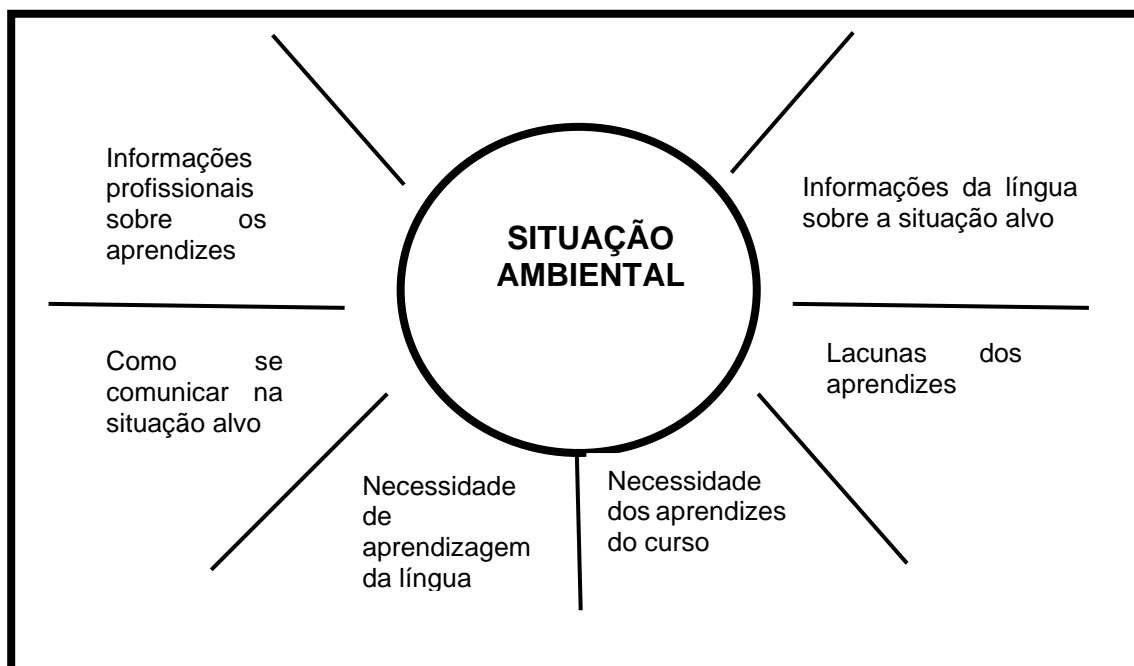 SITUAÇÃO
AMBIENTAL
Informações
profissionais
sobre os
aprendizes
Informações da língua
sobre a situação alvo
Como se
comunicar na
situação alvo
Lacunas dos
aprendizes
Necessidade
de
aprendizagem
da língua
Necessidade
dos aprendizes
do curso